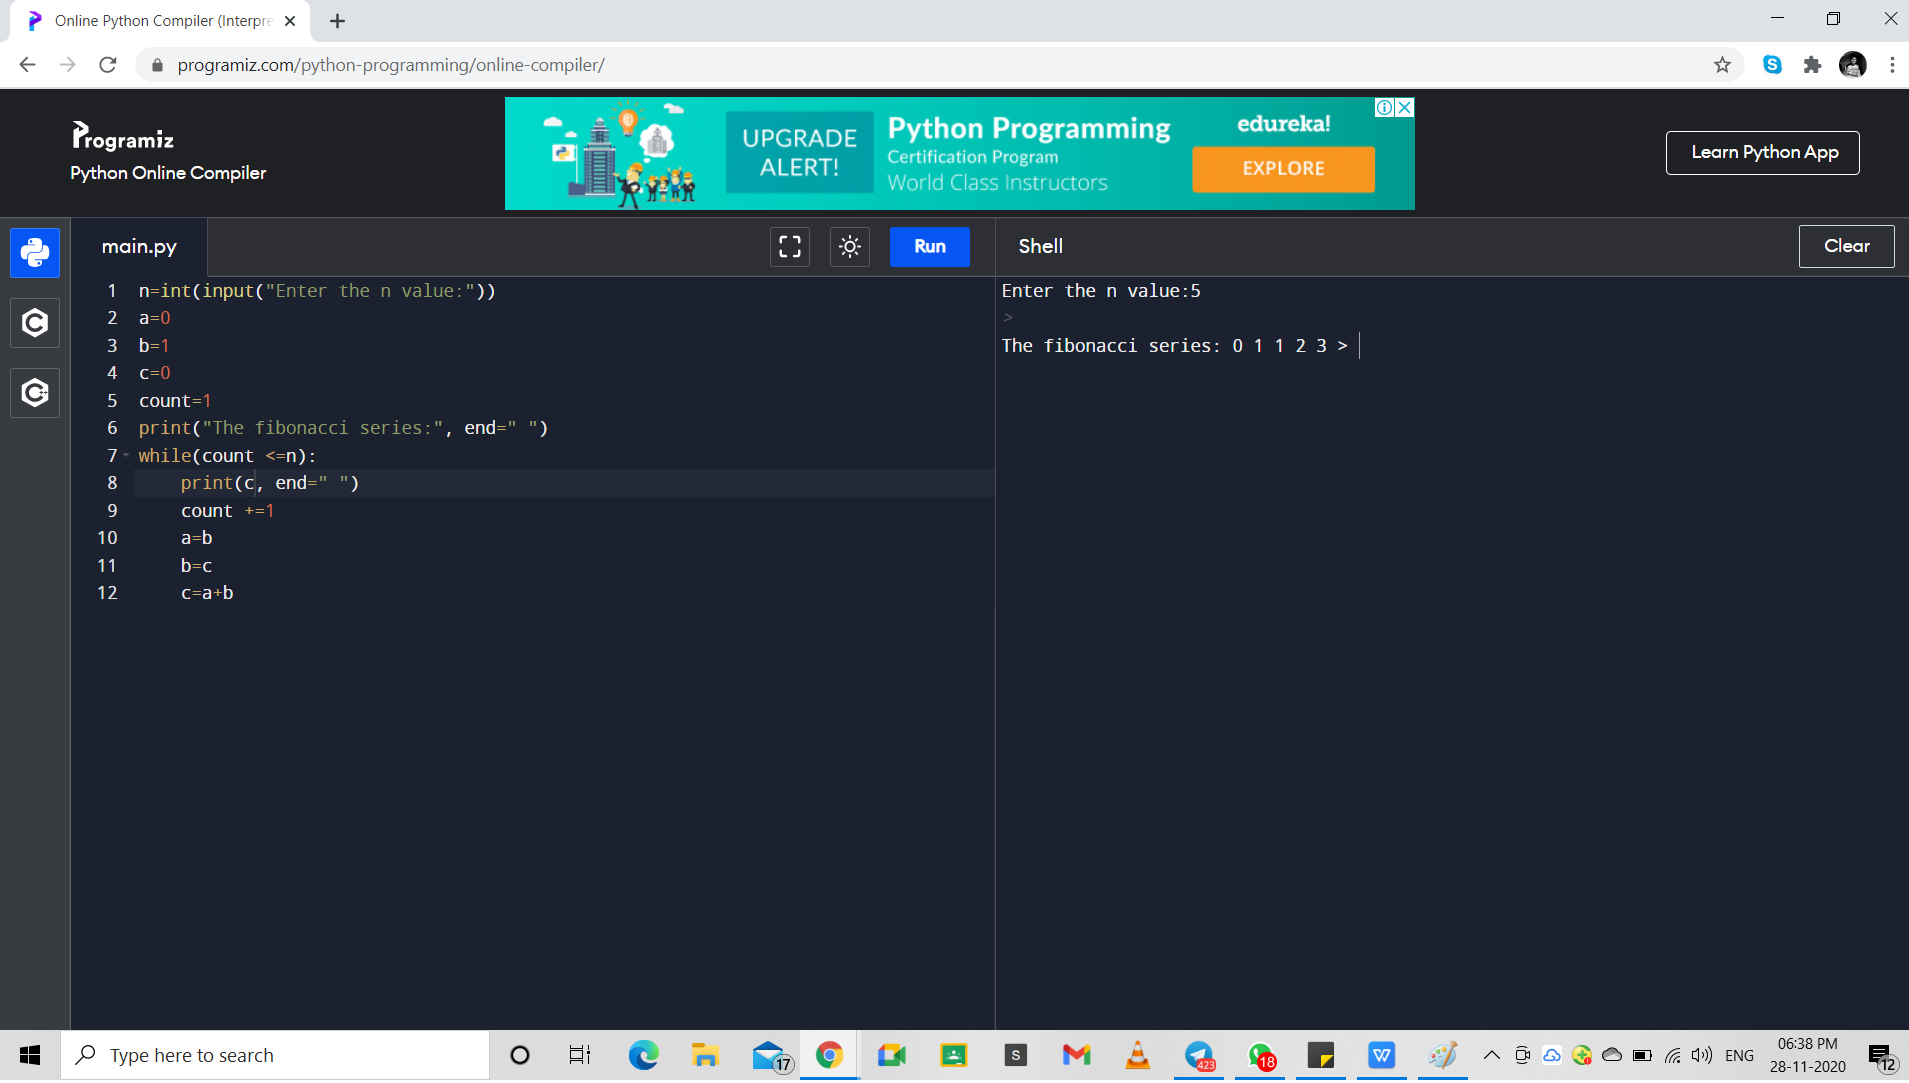 Online Python Compiler (Interpre
programiz.com/python-programming/online-compiler/
Programiz
Python Online Compiler
UPGRADE
ALERT!
Python Programming
Certification Program
World Class Instructors
edureka!
EXPLORE
Learn Python App
main.py
Run
Shell
Clear
1 n=int(input("Enter the n value:"))
2 a=0
3 b=1
4 c=0
5 count=1
6 print("The fibonacci series:", end=" ")
7 while(count <=n):
8     print(c, end=" ")
9     count +=1
10     a=b
11     b=c
12     c=a+b
Enter the n value:5
>
The fibonacci series: 0 1 1 2 3 >
Type here to search
17
S
423
18
W
ENG
06:38 PM
28-11-2020
12